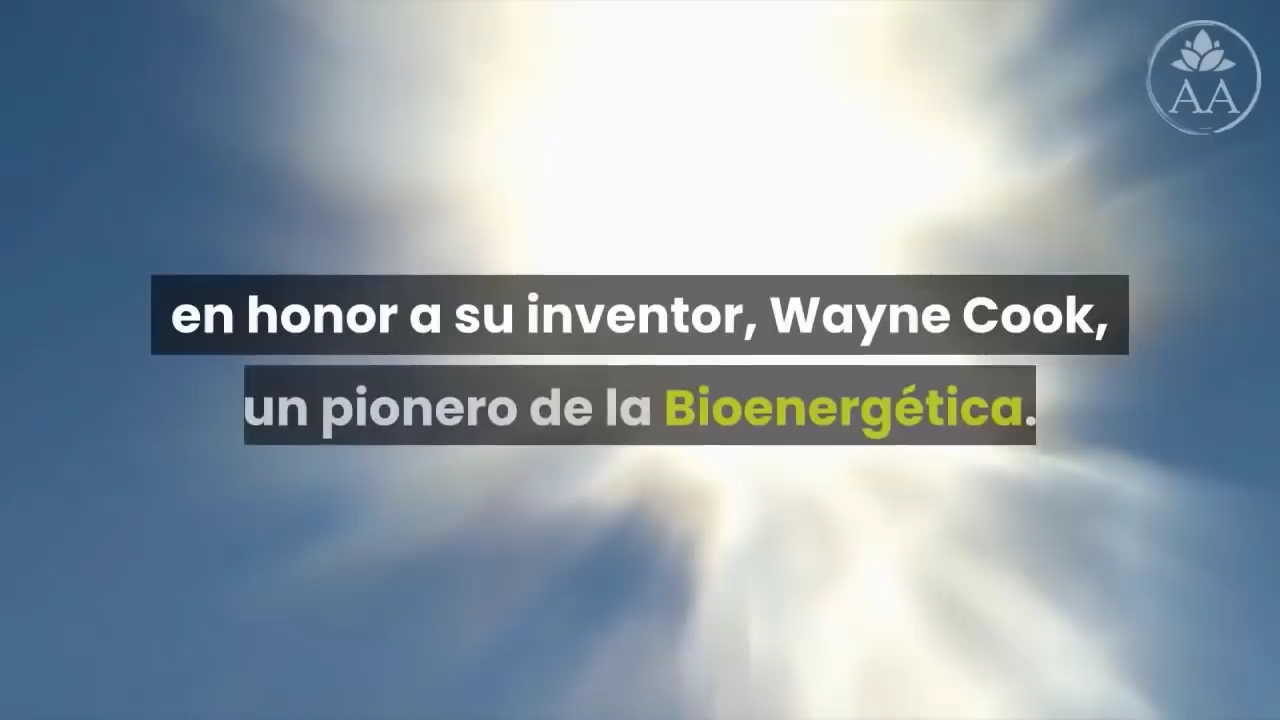 AA
en honor a su inventor, Wayne Cook,
un pionero de la Bioenergética.